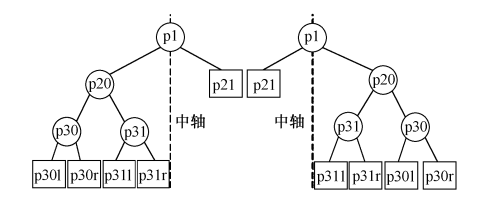 p1 p1
p20 p21 p21 p20
p30 p31 中轴 中轴 p31 p30
p30l p30r p31l p31r p31l p31r p30l p30r